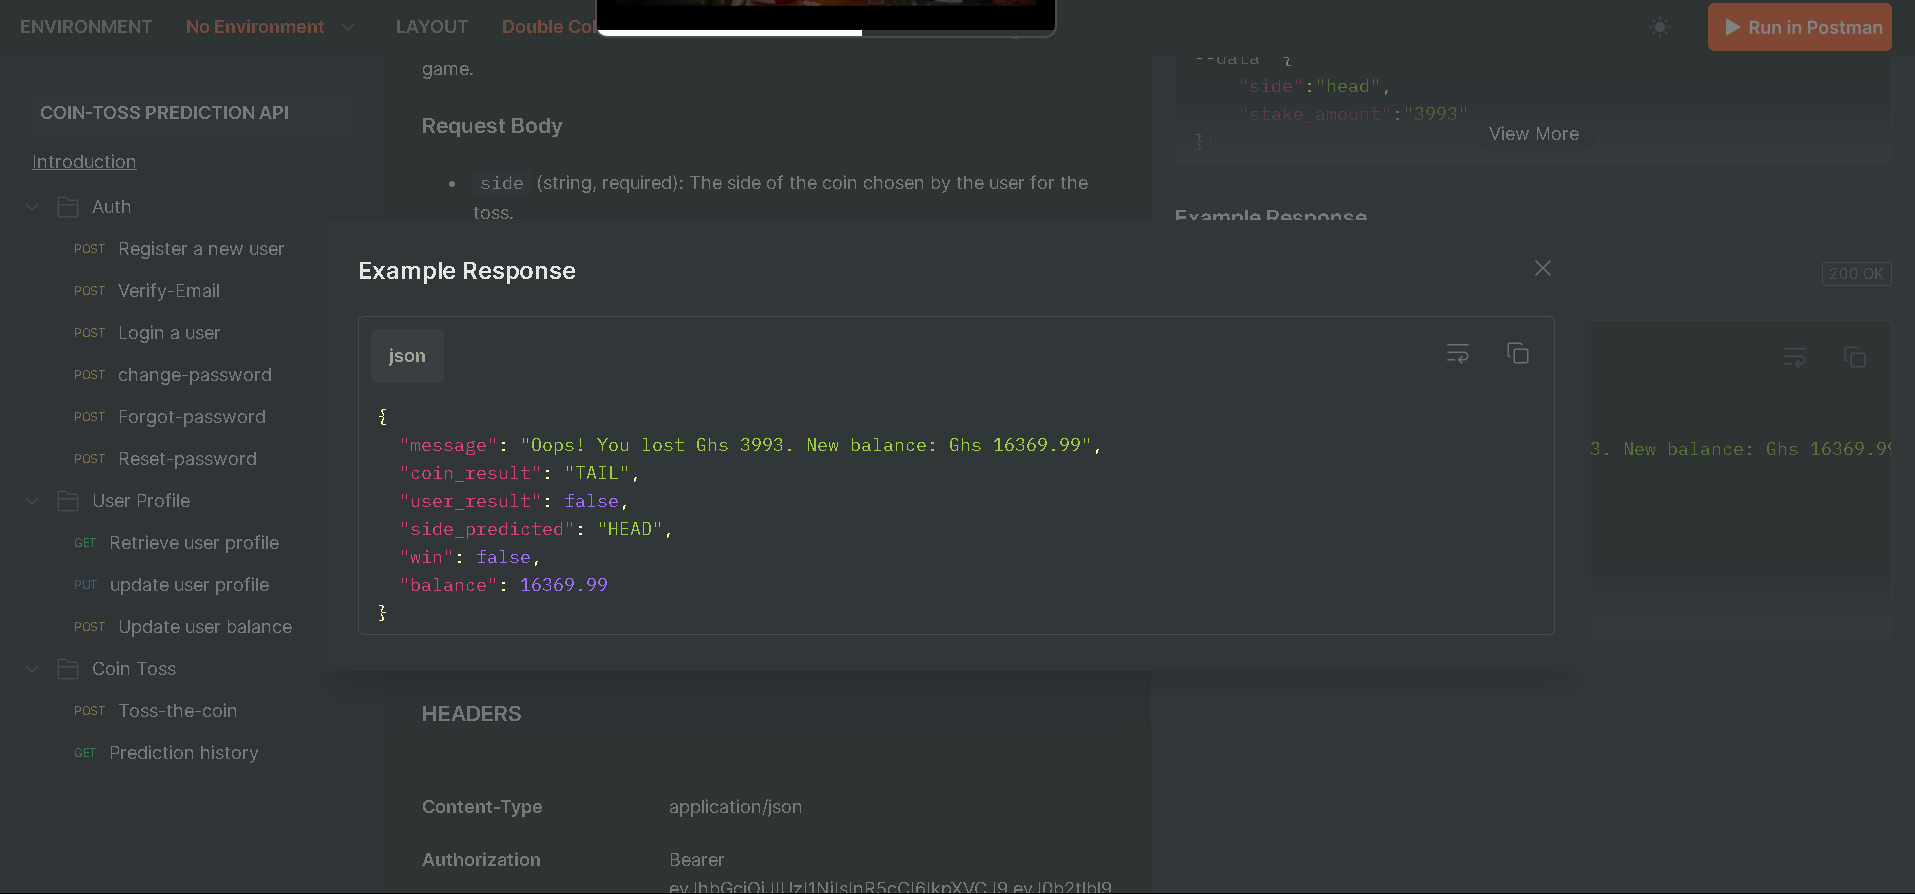 ENVIRONMENT No Environment LAYOUT Double Col
Run in Postman
COIN-TOSS PREDICTION API
Introduction
Auth
POST Register a new user
POST Verify-Email
POST Login a user
POST change-password
POST Forgot-password
POST Reset-password
User Profile
GET Retrieve user profile
PUT update user profile
POST Update user balance
Coin Toss
POST Toss-the-coin
GET Prediction history
game.
Request Body
• side (string, required): The side of the coin chosen by the user for the
toss.
--data '{
"side":"head",
"stake_amount":"3993"
}'
View More
Example Response
200 OK
3. New balance: Ghs 16369.99
Example Response
json
{
"message": "Oops! You lost Ghs 3993. New balance: Ghs 16369.99",
"coin_result": "TAIL",
"user_result": false,
"side_predicted": "HEAD",
"win": false,
"balance": 16369.99
}
HEADERS
Content-Type application/json
Authorization Bearer